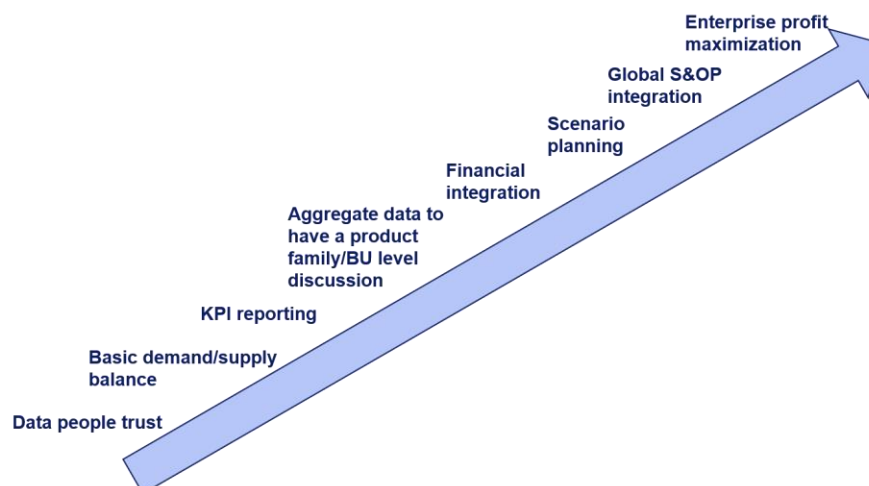 Enterprise profit
maximization
Global S&OP
integration
Scenario
planning
Financial
integration
Aggregate data to
have a product
family/BU level
discussion
KPI reporting
Basic demand/supply
balance
Data people trust